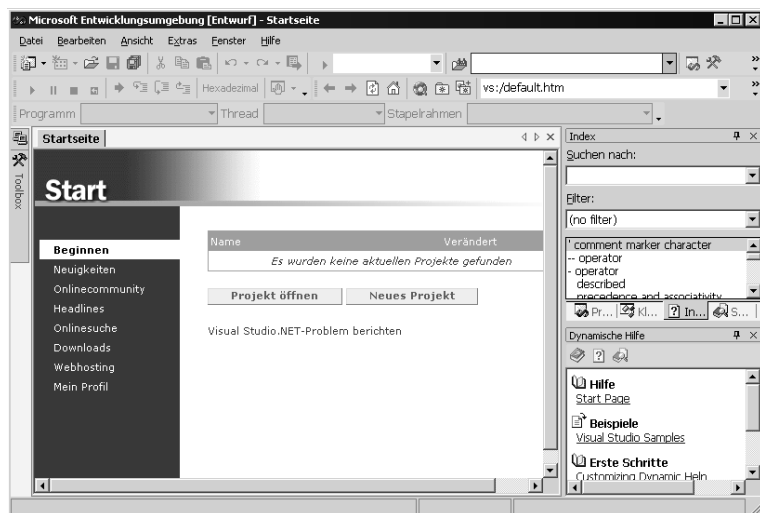 Microsoft Entwicklungsumgebung [Entwurf] - Startseite
Datei Bearbeiten Ansicht Extras Fenster Hilfe
Hexadezimal vs:/default.htm
Programm Thread Stapelrahmen
Toolbox
Startseite
Start
Beginnen
Neuigkeiten
Onlinecommunity
Headlines
Onlinesuche
Downloads
Webhosting
Mein Profil
Name Verändert
Es wurden keine aktuellen Projekte gefunden
Projekt öffnen Neues Projekt
Visual Studio.NET-Problem berichten
Index
Suchen nach:
Filter:
(no filter)
' comment marker character
-- operator
- operator
described
precedence and associativity
Pr... Kl... In... S...
Dynamische Hilfe
Hilfe
Start Page
Beispiele
Visual Studio Samples
Erste Schritte
Customizing Dynamic Help